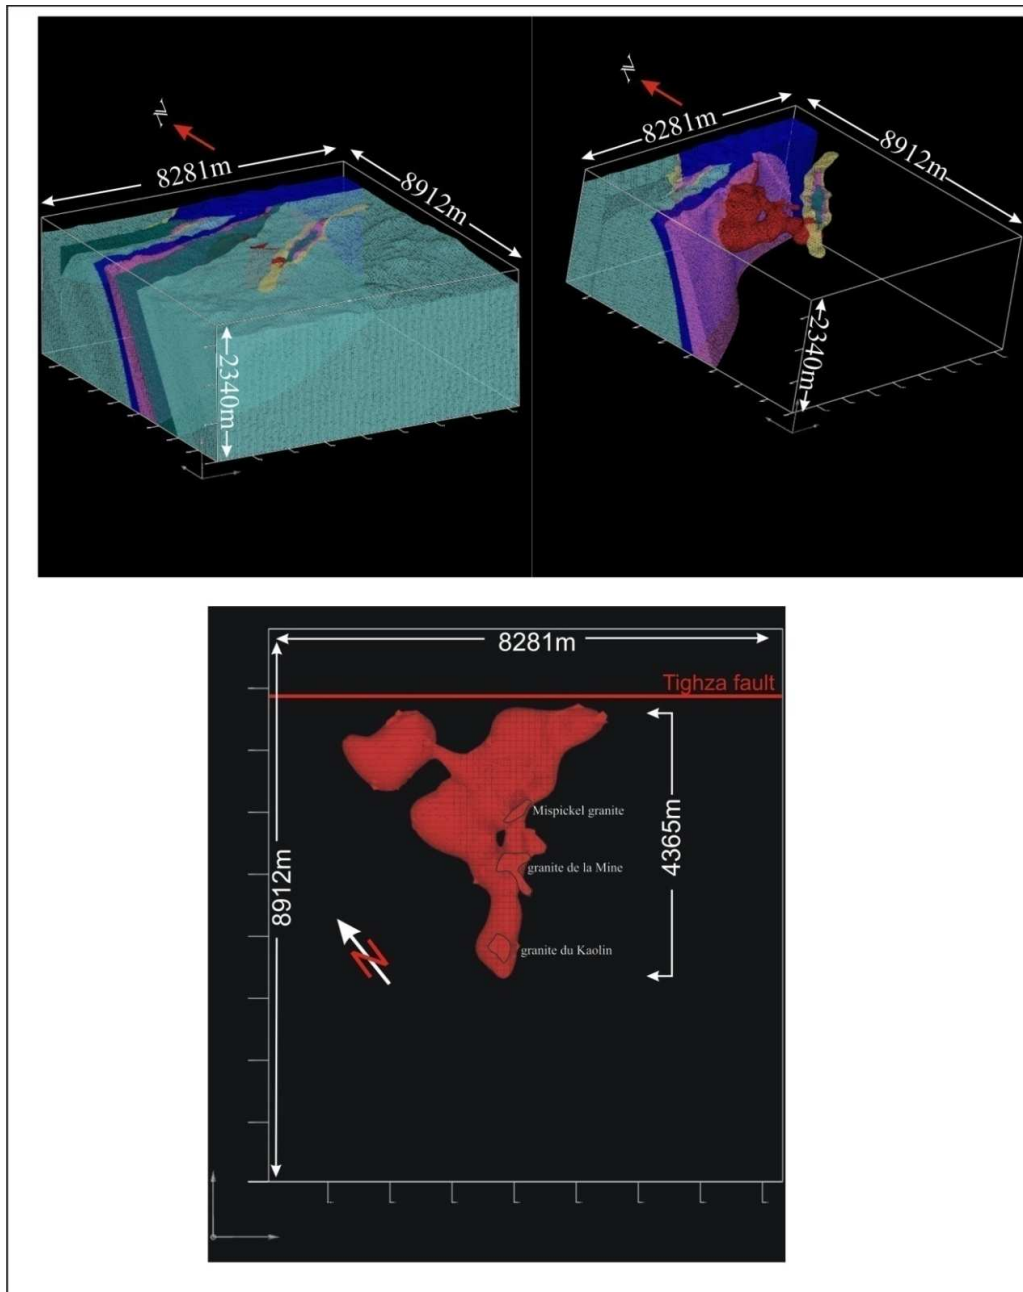 N
8281m
8912m
2340m
N
8281m
8912m
2340m
8281m
Tighza fault
Mispickel granite
4365m
granite de la Mine
8912m
N
granite du Kaolin